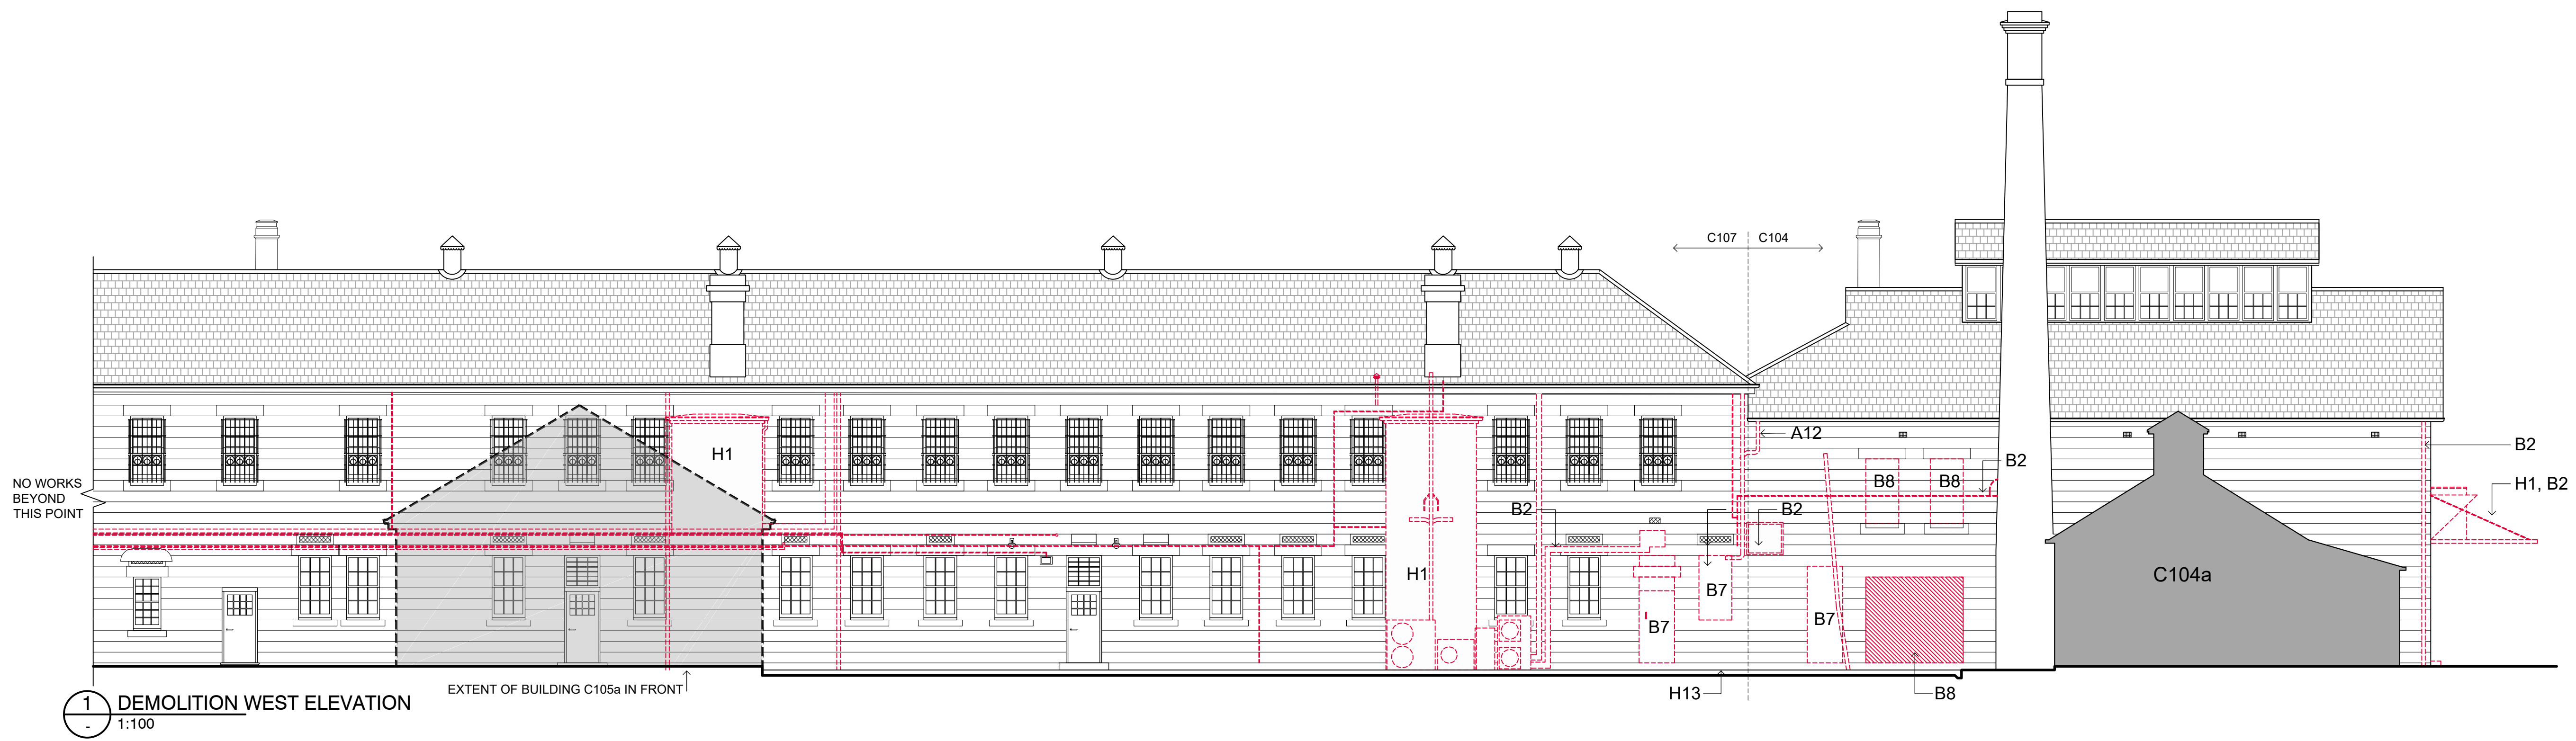 C107 C104
A12
B2
H1
B2
B8 B8
NO WORKS
BEYOND
THIS POINT
H1, B2
B2 B2
H1
C104a
B7
B7
B7
EXTENT OF BUILDING C105a IN FRONT
H13
B8
1 DEMOLITION WEST ELEVATION
- 1:100